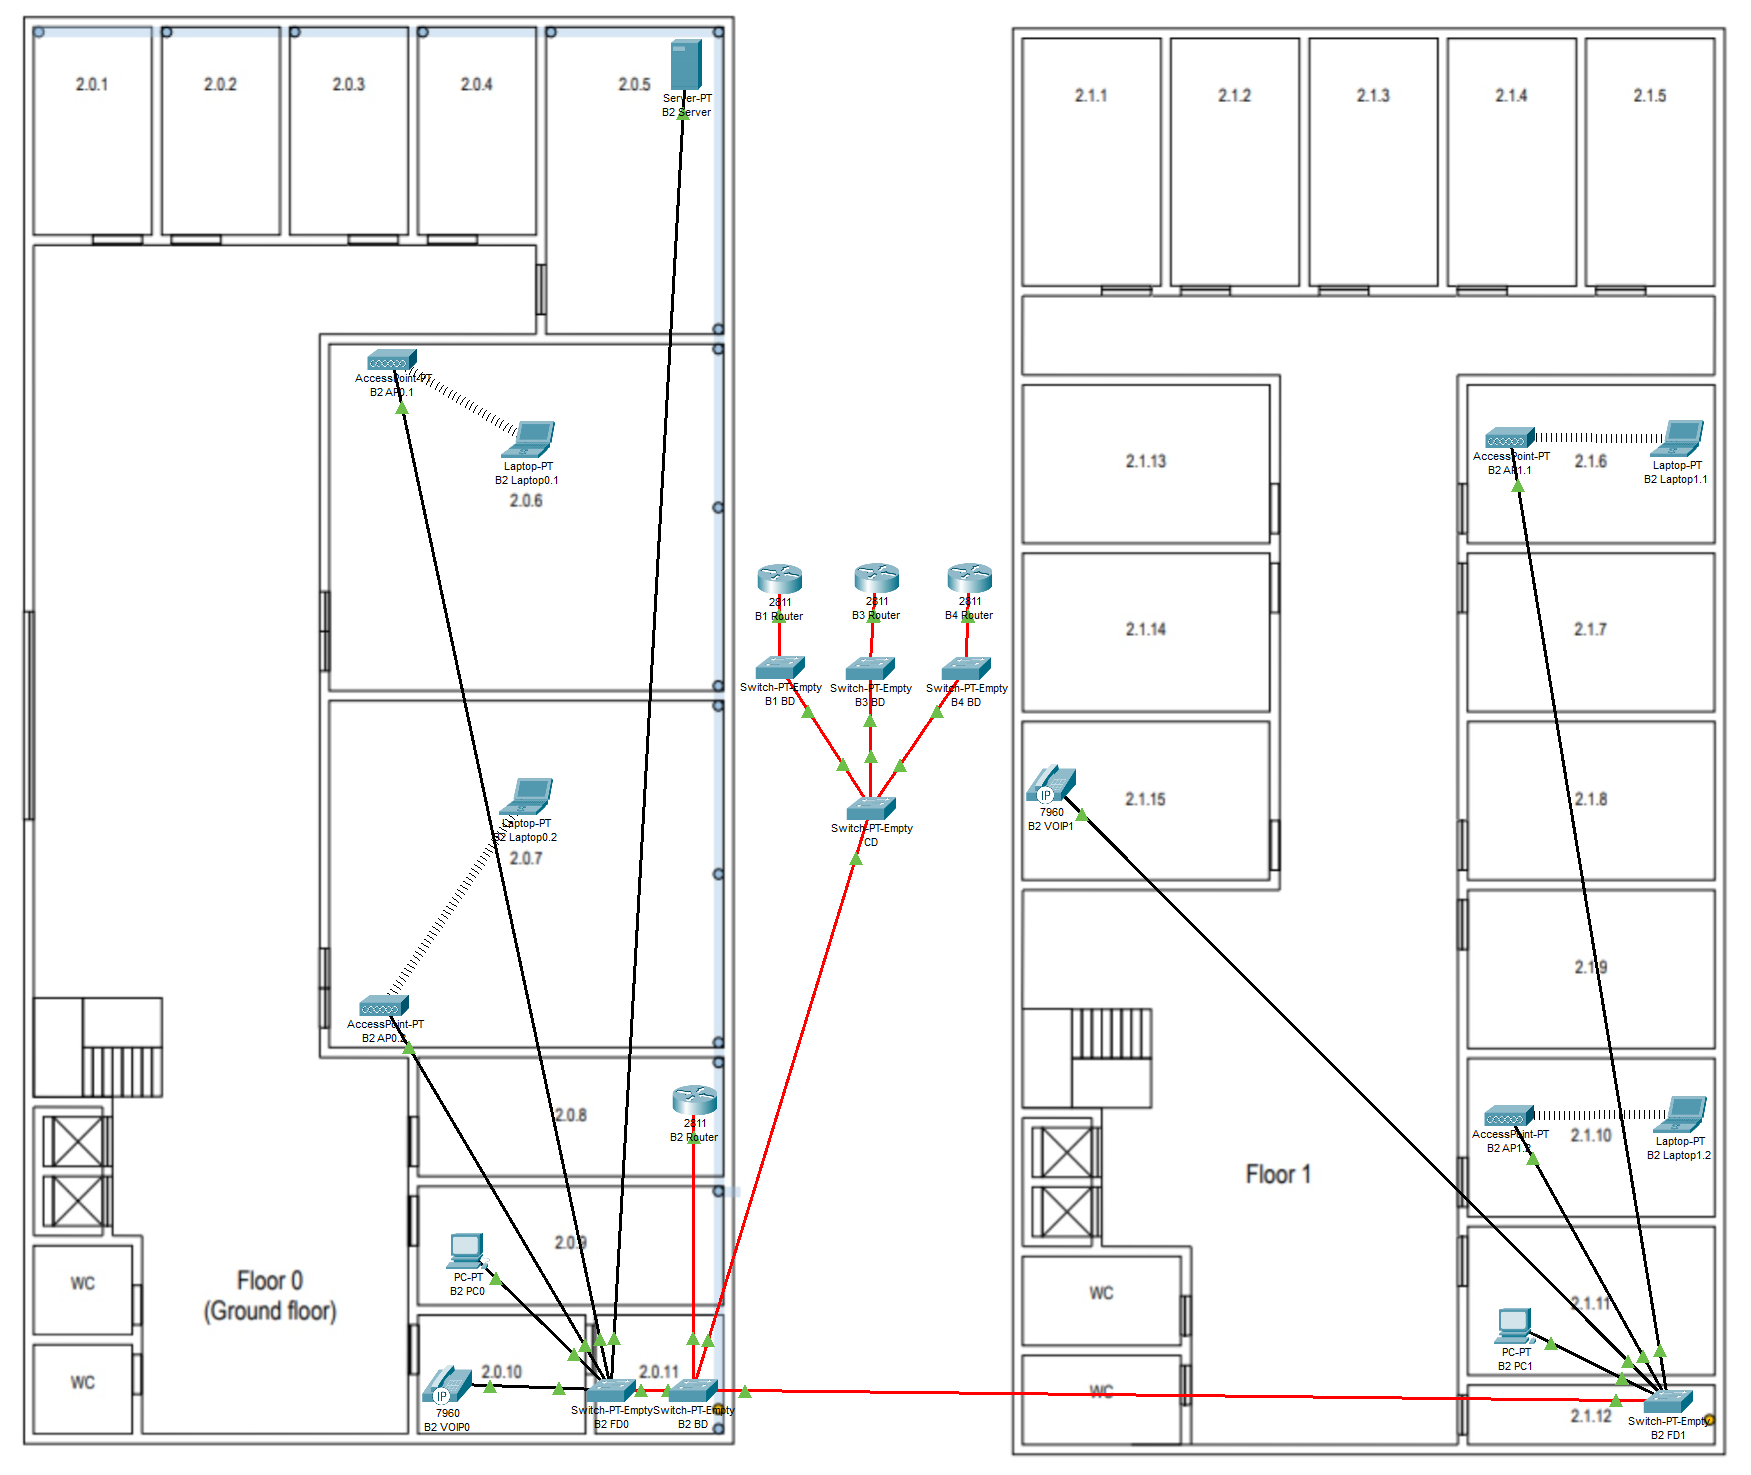 2.0.1
2.0.2
2.0.3
2.0.4
2.0.5
Server-PT
B2 Server
AccessPoint-PT
B2 AP0.1
Laptop-PT
B2 Laptop0.1
2.0.6
Laptop-PT
B2 Laptop0.2
2.0.7
AccessPoint-PT
B2 AP0.2
2.0.8
2811
B2 Router
2.0.9
PC-PT
B2 PC0
Floor 0
(Ground floor)
WC
WC
2.0.10
IP
7960
B2 VOIP0
2.0.11
Switch-PT-Empty
B2 FD0
Switch-PT-Empty
B2 BD
2811
B1 Router
2811
B3 Router
2811
B4 Router
Switch-PT-Empty
B1 BD
Switch-PT-Empty
B3 BD
Switch-PT-Empty
B4 BD
Switch-PT-Empty
CD
2.1.1
2.1.2
2.1.3
2.1.4
2.1.5
2.1.13
AccessPoint-PT
B2 AP1.1
2.1.6
Laptop-PT
B2 Laptop1.1
2.1.14
2.1.7
IP
7960
B2 VOIP1
2.1.15
2.1.8
2.1.9
AccessPoint-PT
B2 AP1.2
2.1.10
Laptop-PT
B2 Laptop1.2
Floor 1
WC
2.1.11
PC-PT
B2 PC1
WC
2.1.12
Switch-PT-Empty
B2 FD1